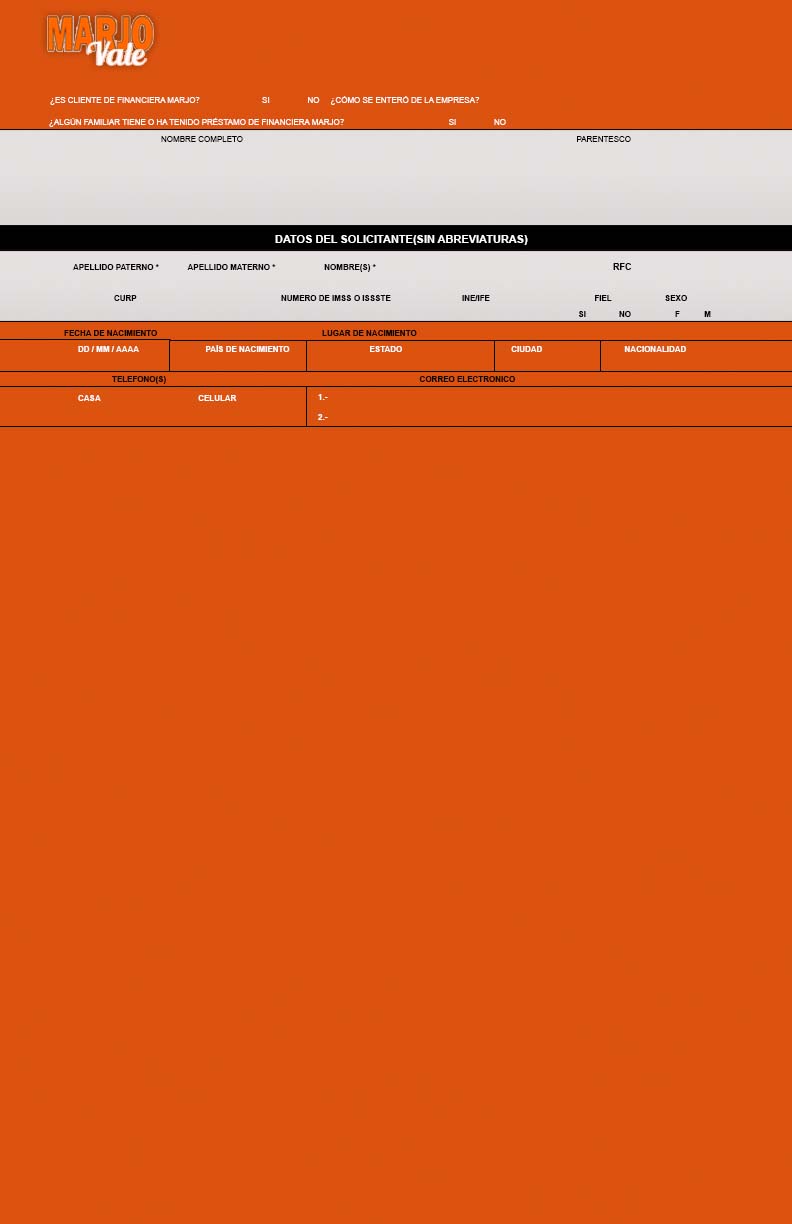 MARJO
Vale
¿ES CLIENTE DE FINANCIERA MARJO? SI NO ¿CÓMO SE ENTERÓ DE LA EMPRESA?
¿ALGÚN FAMILIAR TIENE O HA TENIDO PRÉSTAMO DE FINANCIERA MARJO? SI NO
NOMBRE COMPLETO PARENTESCO
DATOS DEL SOLICITANTE(SIN ABREVIATURAS)
APELLIDO PATERNO * APELLIDO MATERNO * NOMBRE(S) * RFC
CURP NUMERO DE IMSS O ISSSTE INE/IFE FIEL SEXO
SI NO F M
FECHA DE NACIMIENTO LUGAR DE NACIMIENTO
DD / MM / AAAA PAÍS DE NACIMIENTO ESTADO CIUDAD NACIONALIDAD
TELEFONO(S) CORREO ELECTRONICO
CASA CELULAR 1.-
2.-